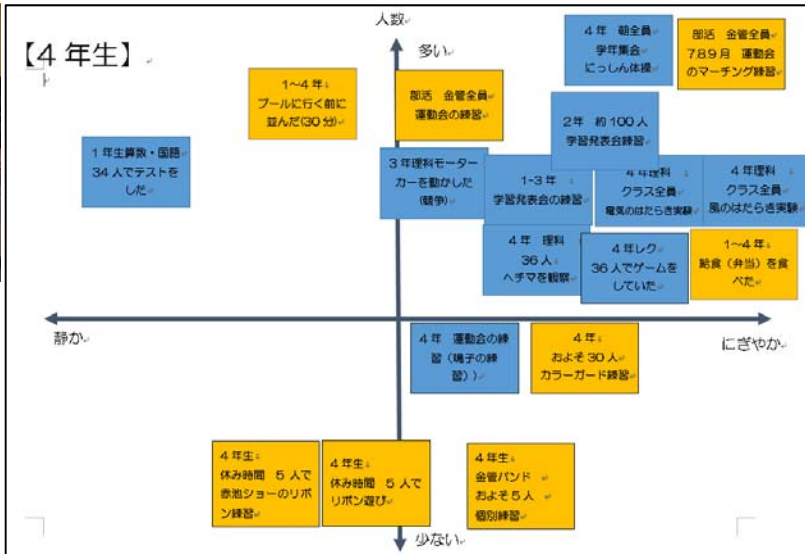 【4年生】
人数
多い
静か
にぎやか
少ない
1～4年
プールに行く前に
並んだ(30分)
部活 金管全員
運動会の練習
4年 朝全員
学年集会
にっしん体操
部活 金管全員
7.8.9月 運動会
のマーチング練習
1年生算数・国語
34人でテストを
した
3年理科モーター
カーを動かした
(競争)
2年 約100人
学習発表会練習
1-3年
学習発表会の練習
4年理科
クラス全員
電気のはたらき実験
4年理科
クラス全員
風のはたらき実験
4年 理科
36人
ヘチマを観察
4年レク
36人でゲームを
していた
1～4年
給食(弁当)を食
べた
4年 運動会の練
習(鳴子の練
習))
4年
およそ30人
カラーガード練習
4年生
休み時間 5人で
赤池ショーのリボ
ン練習
4年生
休み時間 5人で
リボン遊び
4年生
金管バンド
およそ5人
個別練習